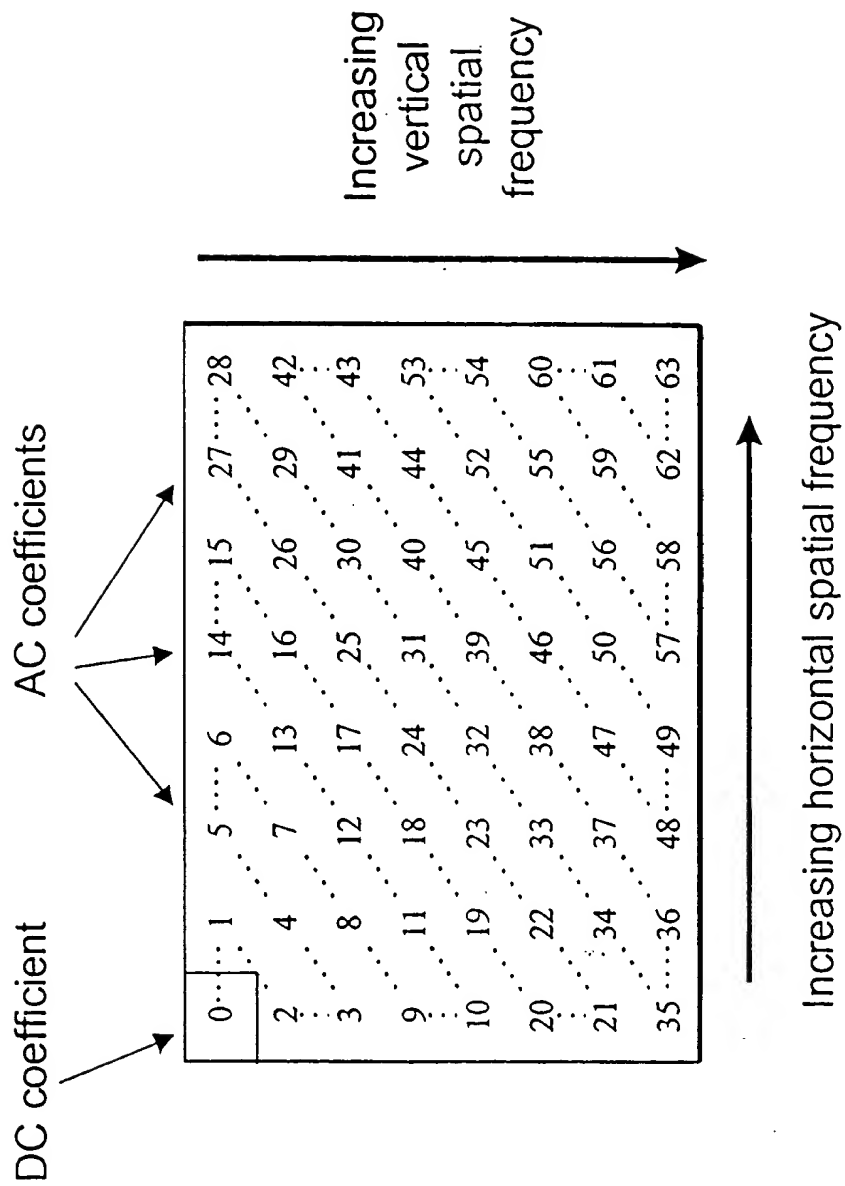 DC coefficient
AC coefficients
0 1 5 6 14 15 27 28
2 4 7 13 16 26 29 42
3 8 12 17 25 30 41 43
9 11 18 24 31 40 44 53
10 19 23 32 39 45 52 54
20 22 33 38 46 51 55 60
21 34 37 47 50 56 59 61
35 36 48 49 57 58 62 63
Increasing
vertical
spatial
frequency
Increasing horizontal spatial frequency